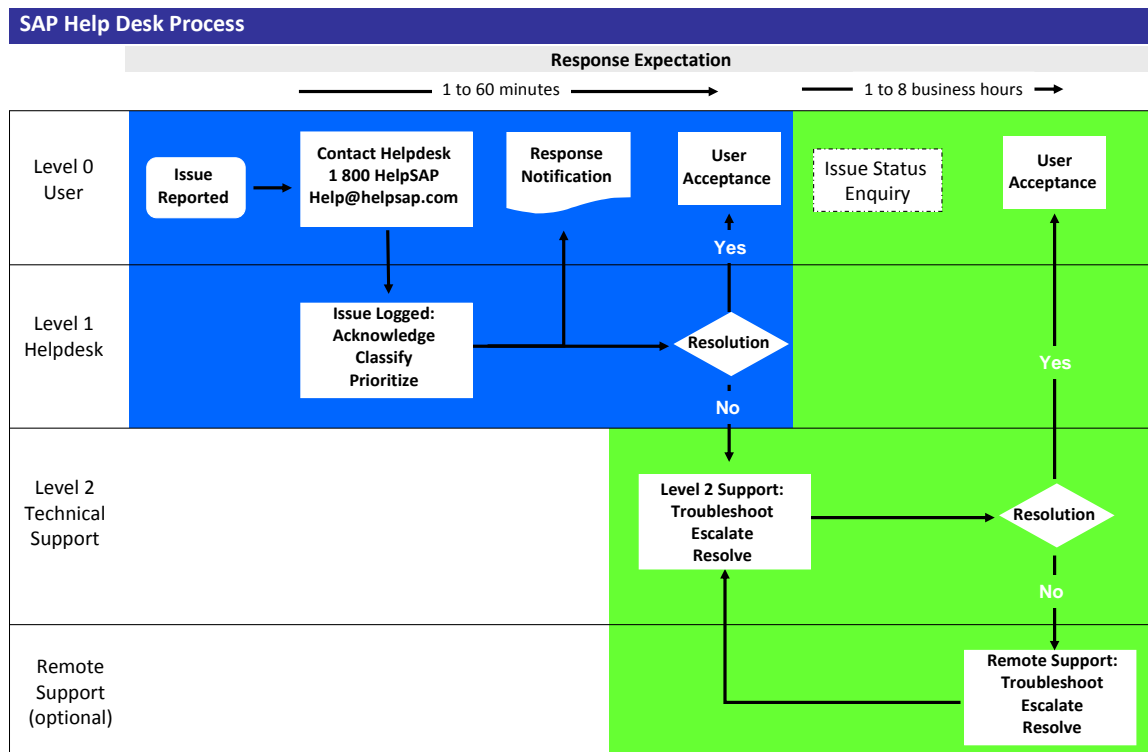 SAP Help Desk Process
Response Expectation
1 to 60 minutes
1 to 8 business hours
Level 0
User
Issue
Reported
Contact Helpdesk
1 800 HelpSAP
Help@helpsap.com
Response
Notification
User
Acceptance
Issue Status
Enquiry
User
Acceptance
Yes
Level 1
Helpdesk
Issue Logged:
Acknowledge
Classify
Prioritize
Resolution
Yes
No
Level 2
Technical
Support
Level 2 Support:
Troubleshoot
Escalate
Resolve
Resolution
No
Remote
Support
(optional)
Remote Support:
Troubleshoot
Escalate
Resolve